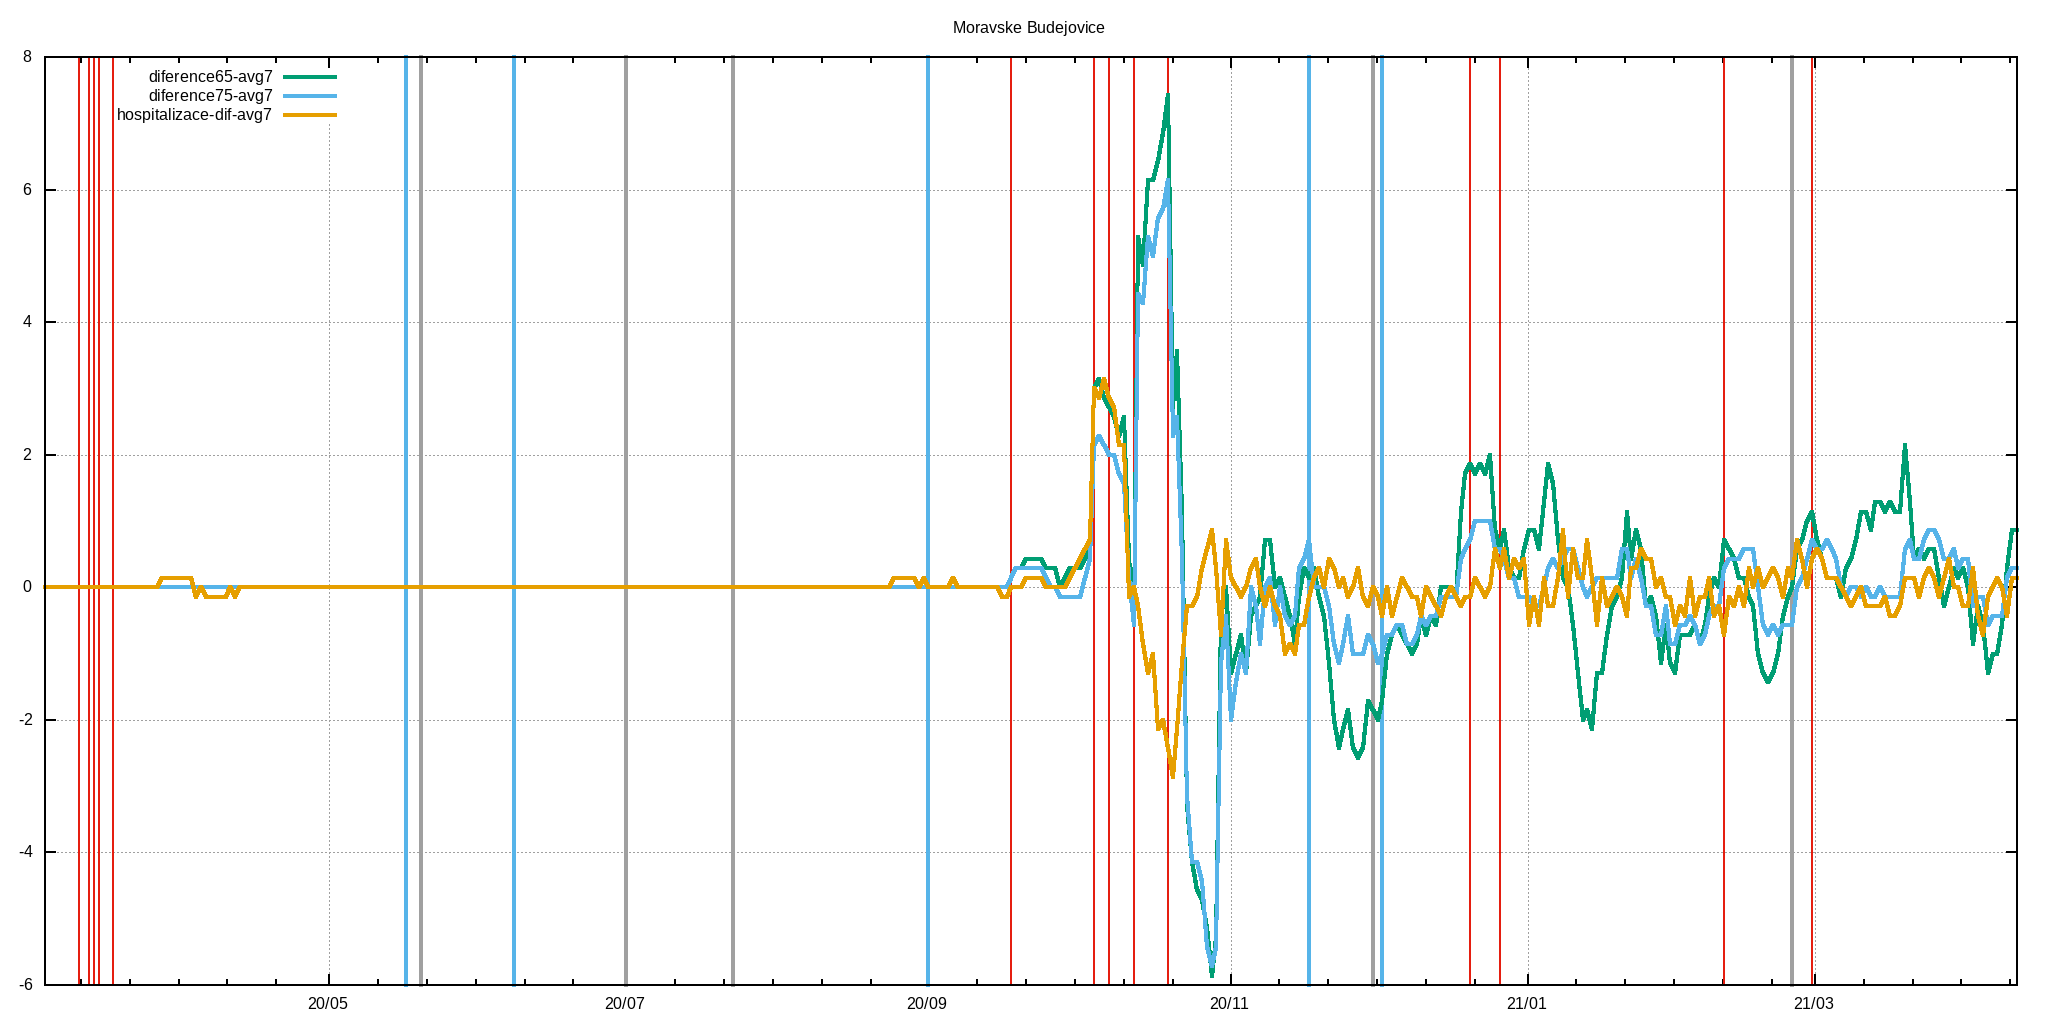 Moravske Budejovice
8
6
4
2
0
-2
-4
-6
diference65-avg7
diference75-avg7
hospitalizace-dif-avg7
20/05 20/07 20/09 20/11 21/01 21/03